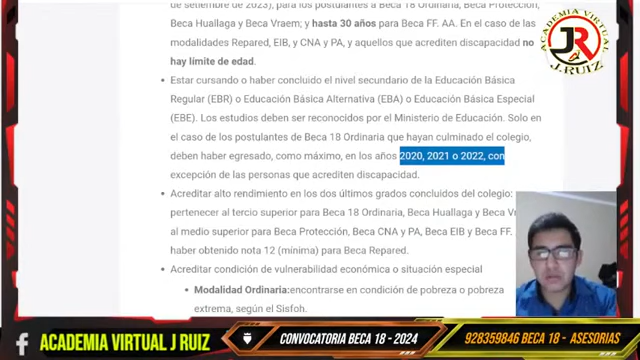 de setiembre de 2023), para los postulantes a Beca 18 Ordinaria, Beca Protección,
Beca Huallaga y Beca Vraem; y hasta 30 años para Beca FF. AA. En el caso de las
modalidades Repared, EIB, y CNA y PA, y aquellos que acrediten discapacidad no
hay límite de edad.
Estar cursando o haber concluido el nivel secundario de la Educación Básica
Regular (EBR) o Educación Básica Alternativa (EBA) o Educación Básica Especial
(EBE). Los estudios deben ser reconocidos por el Ministerio de Educación. Solo en
el caso de los postulantes de Beca 18 Ordinaria que hayan culminado el colegio,
deben haber egresado, como máximo, en los años 2020, 2021 o 2022, con
excepción de las personas que acrediten discapacidad.
Acreditar alto rendimiento en los dos últimos grados concluidos del colegio:
pertenecer al tercio superior para Beca 18 Ordinaria, Beca Huallaga y Beca
al medio superior para Beca Protección, Beca CNA y PA, Beca EIB y Beca FF.
haber obtenido nota 12 (mínima) para Beca Repared.
Acreditar condición de vulnerabilidad económica o situación especial
Modalidad Ordinaria:encontrarse en condición de pobreza o pobreza
extrema, según el Sisfoh.
ACADEMIA VIRTUAL
JR
J.RUIZ
ACADEMIA VIRTUAL J RUIZ
CONVOCATORIA BECA 18 - 2024
928359846 BECA 18 - ASESORIAS